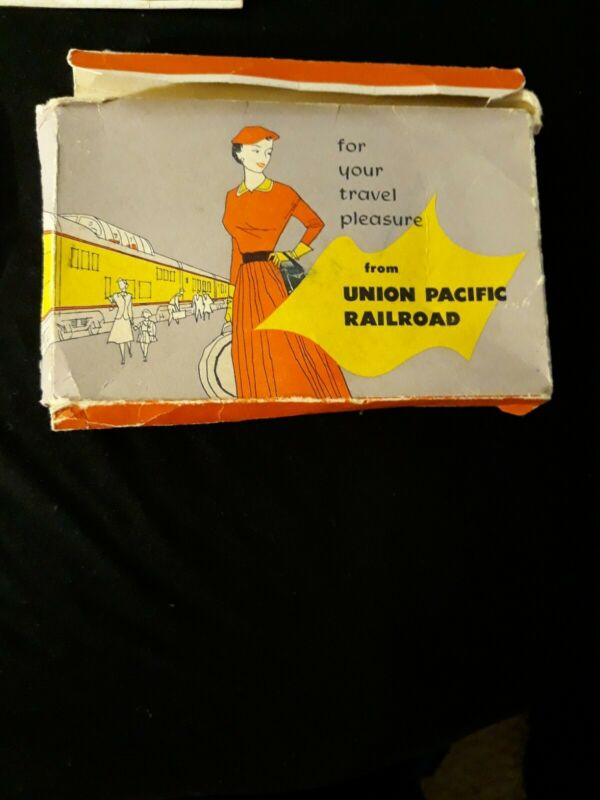 for
your
travel
pleasure
from
UNION PACIFIC
RAILROAD